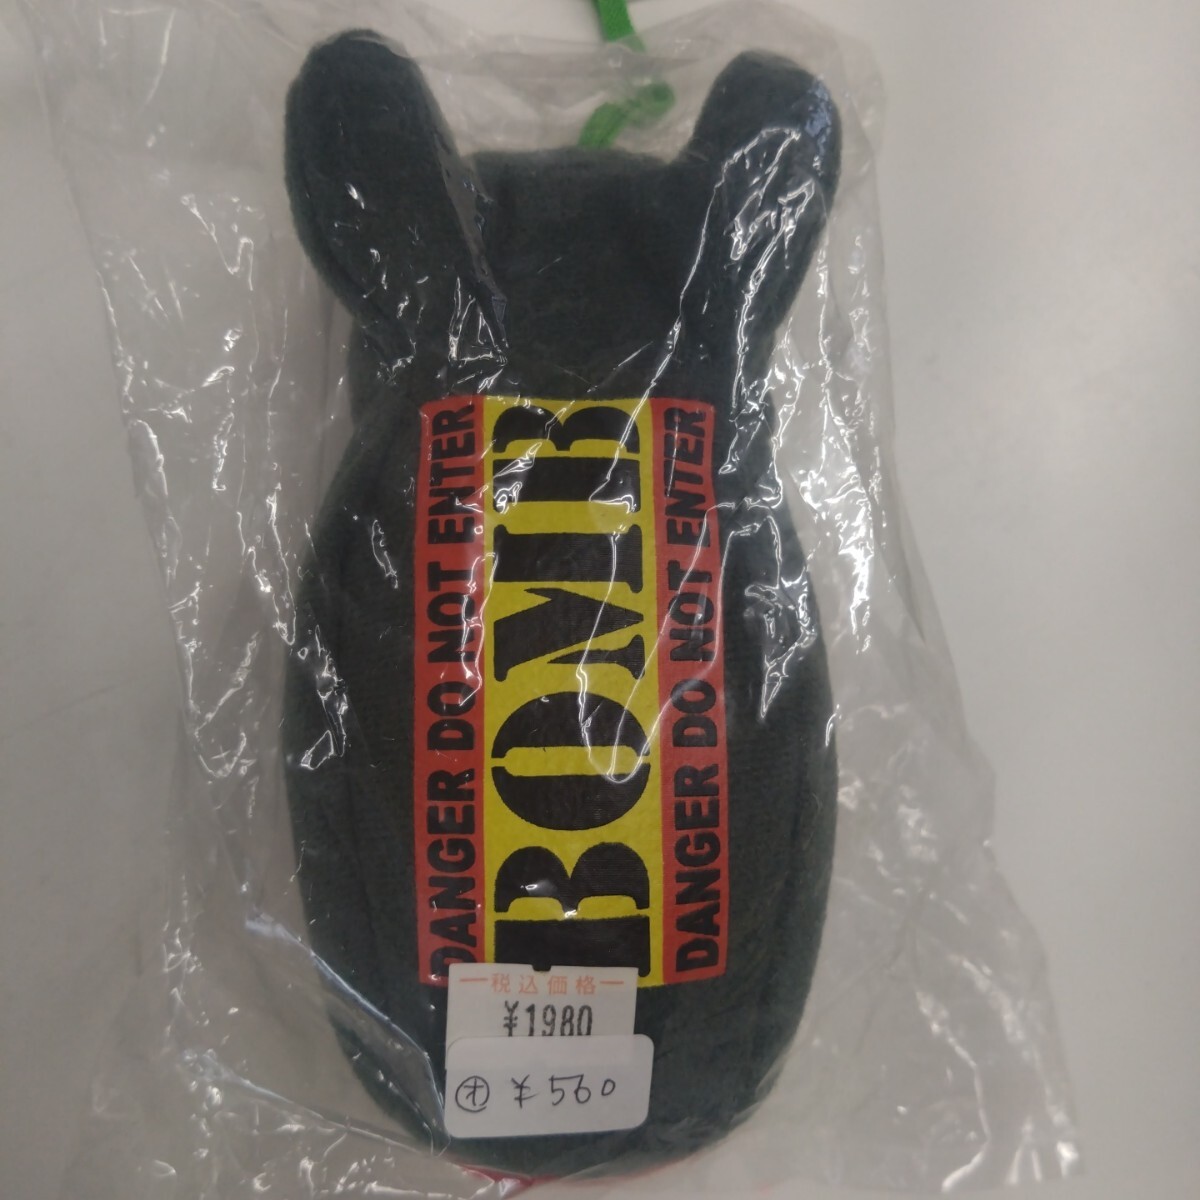 DANGER DO NOT ENTER
BOMB
DANGER DO NOT ENTER
税込価格
¥1980
オ ¥560